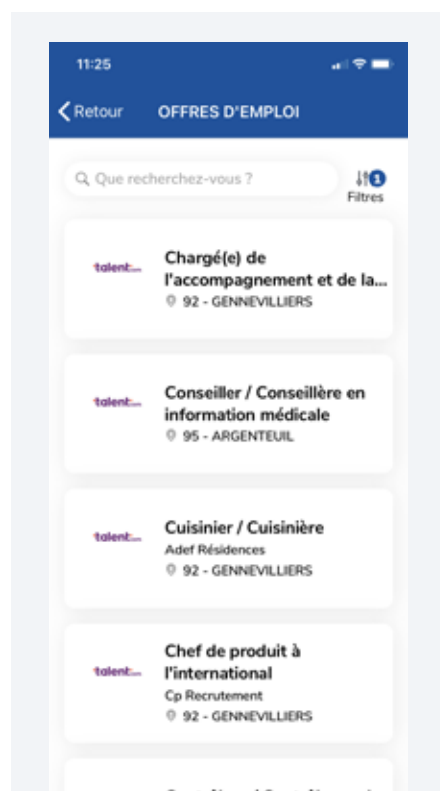 11:25
Retour OFFRES D'EMPLOI
Que recherchez-vous ?
1
Filtres
talent
Chargé(e) de
l'accompagnement et de la...
92 - GENNEVILLIERS
talent
Conseiller / Conseillère en
information médicale
95 - ARGENTEUIL
talent
Cuisinier / Cuisinière
Adef Résidences
92 - GENNEVILLIERS
talent
Chef de produit à
l'international
Cp Recrutement
92 - GENNEVILLIERS